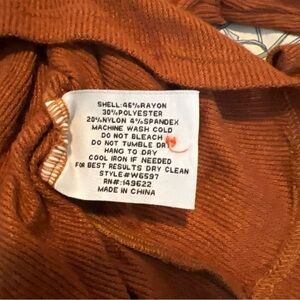 SHELL:46%RAYON
30%POLYESTER
20%NYLON 4%SPANDEX
MACHINE WASH COLD
DO NOT BLEACH
DO NOT TUMBLE DR
HANG TO DRY
COOL IRON IF NEEDED
FOR BEST RESULTS DRY CLEAN
STYLE#W6597
RN#:149622
MADE IN CHINA